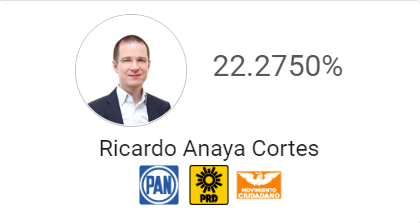 22.2750%
Ricardo Anaya Cortes
PAN PRD MOVIMIENTO
CIUDADANO